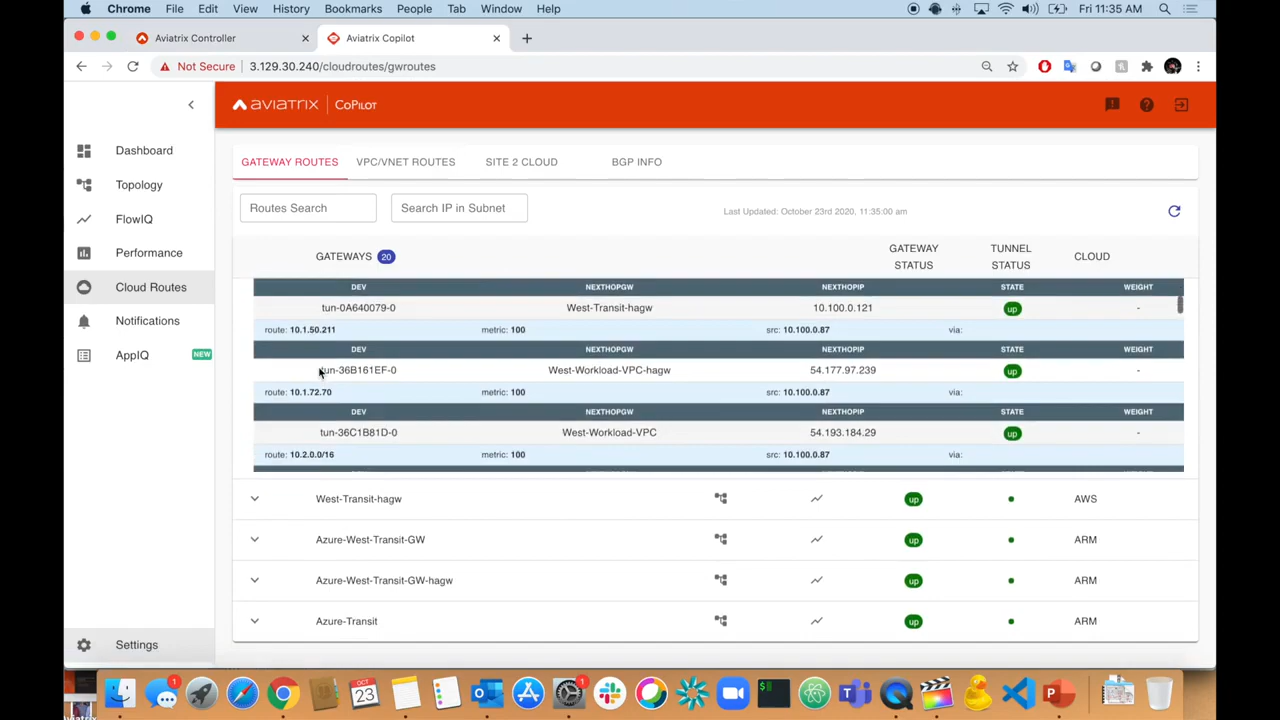 Chrome File Edit View History Bookmarks People Tab Window Help Fri 11:35 AM
Aviatrix Controller Aviatrix Copilot
Not Secure 3.129.30.240/cloudroutes/gwroutes
aviatrix CoPilot
Dashboard
Topology
FlowIQ
Performance
Cloud Routes
Notifications
AppIQ NEW
Settings
GATEWAY ROUTES VPC/VNET ROUTES SITE 2 CLOUD BGP INFO
Routes Search Search IP in Subnet Last Updated: October 23rd 2020, 11:35:00 am
GATEWAYS 20 GATEWAY STATUS TUNNEL STATUS CLOUD
DEV NEXTHOPGW NEXTHOPIP STATE WEIGHT
tun-0A640079-0 West-Transit-hagw 10.100.0.121 up -
route: 10.1.50.211 metric: 100 src: 10.100.0.87 via:
DEV NEXTHOPGW NEXTHOPIP STATE WEIGHT
tun-36B161EF-0 West-Workload-VPC-hagw 54.177.97.239 up -
route: 10.1.72.70 metric: 100 src: 10.100.0.87 via:
DEV NEXTHOPGW NEXTHOPIP STATE WEIGHT
tun-36C1B81D-0 West-Workload-VPC 54.193.184.29 up -
route: 10.2.0.0/16 metric: 100 src: 10.100.0.87 via:
West-Transit-hagw up AWS
Azure-West-Transit-GW up ARM
Azure-West-Transit-GW-hagw up ARM
Azure-Transit up ARM
1 OCT 23 1
Aviatrix